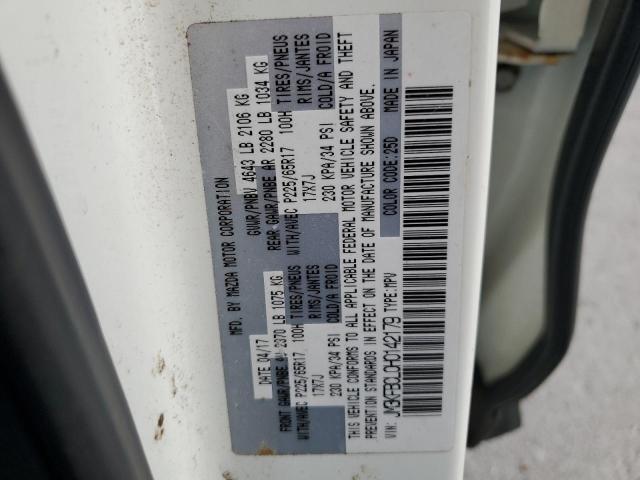 MFD. BY MAZDA MOTOR CORPORATION
DATE 04/17 GVWR/PNBV 4643 LB 2106 KG
FRONT GAWR/PNBE AV 2370 LB 1075 KG REAR GAWR/PNBE AR 2280 LB 1034 KG
WITH/AVEC P225/65R17 100H TIRES/PNEUS WITH/AVEC P225/65R17 100H TIRES/PNEUS
17X7J RIMS/JANTES 17X7J RIMS/JANTES
230 KPA/34 PSI COLD/A FROID 230 KPA/34 PSI COLD/A FROID
THIS VEHICLE CONFORMS TO ALL APPLICABLE FEDERAL MOTOR VEHICLE SAFETY AND THEFT
PREVENTION STANDARDS IN EFFECT ON THE DATE OF MANUFACTURE SHOWN ABOVE.
VIN: JM3KFBCL0H0142179 TYPE:MPV COLOR CODE:25D MADE IN JAPAN